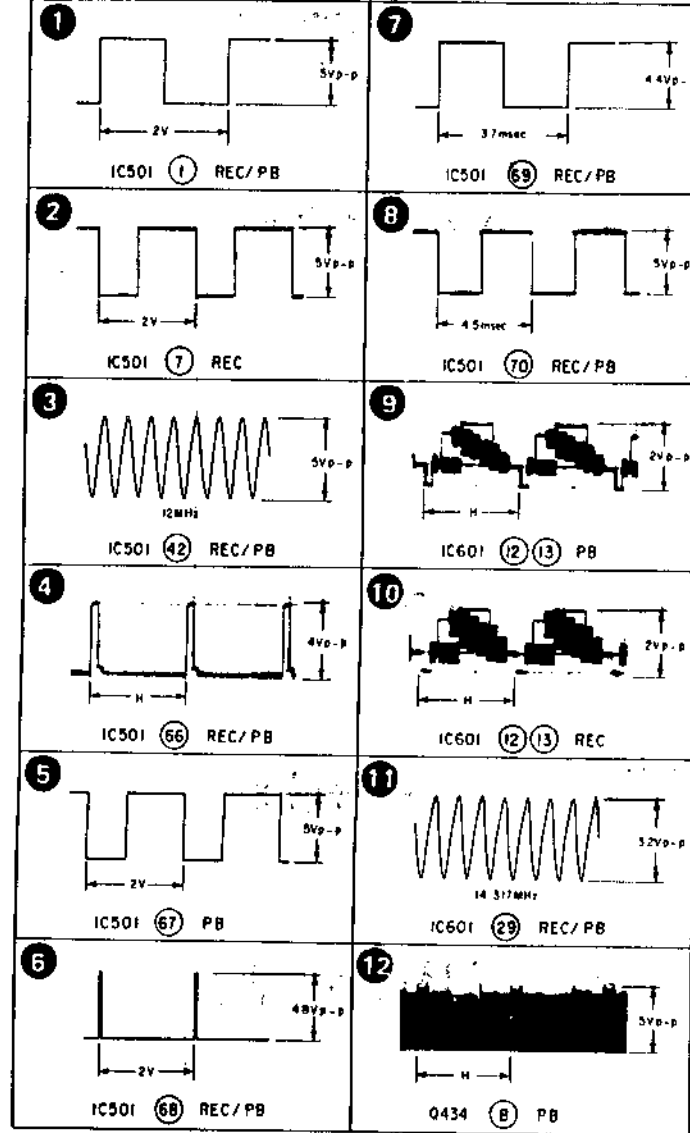 1
5Vp-p
2V
IC501 1 REC/PB
2
5Vp-p
2V
IC501 7 REC
3
5Vp-p
12MHz
IC501 42 REC/PB
4
4Vp-p
H
IC501 66 REC/PB
5
5Vp-p
2V
IC501 67 PB
6
4.8Vp-p
2V
IC501 68 REC/PB
7
4.4Vp-
3.7msec
IC501 69 REC/PB
8
5Vp-p
4.5msec
IC501 70 REC/PB
9
2Vp-p
H
IC601 12 13 PB
10
2Vp-p
H
IC601 12 13 REC
11
3.2Vp-p
14.317MHz
IC601 29 REC/PB
12
5Vp-p
H
Q434 B PB